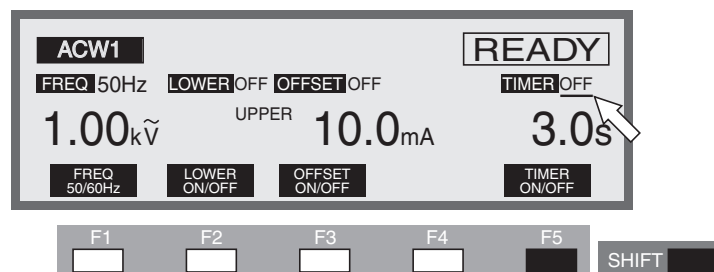 ACW1 READY
FREQ 50Hz LOWER OFF OFFSET OFF TIMER OFF
1.00kṼ UPPER 10.0mA 3.0s
FREQ 50/60Hz LOWER ON/OFF OFFSET ON/OFF TIMER ON/OFF
F1 F2 F3 F4 F5
SHIFT